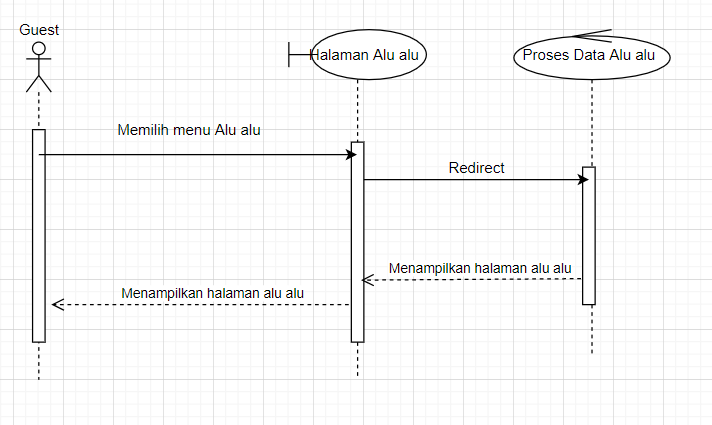 Guest
Halaman Alu alu
Proses Data Alu alu
Memilih menu Alu alu
Redirect
Menampilkan halaman alu alu
Menampilkan halaman alu alu